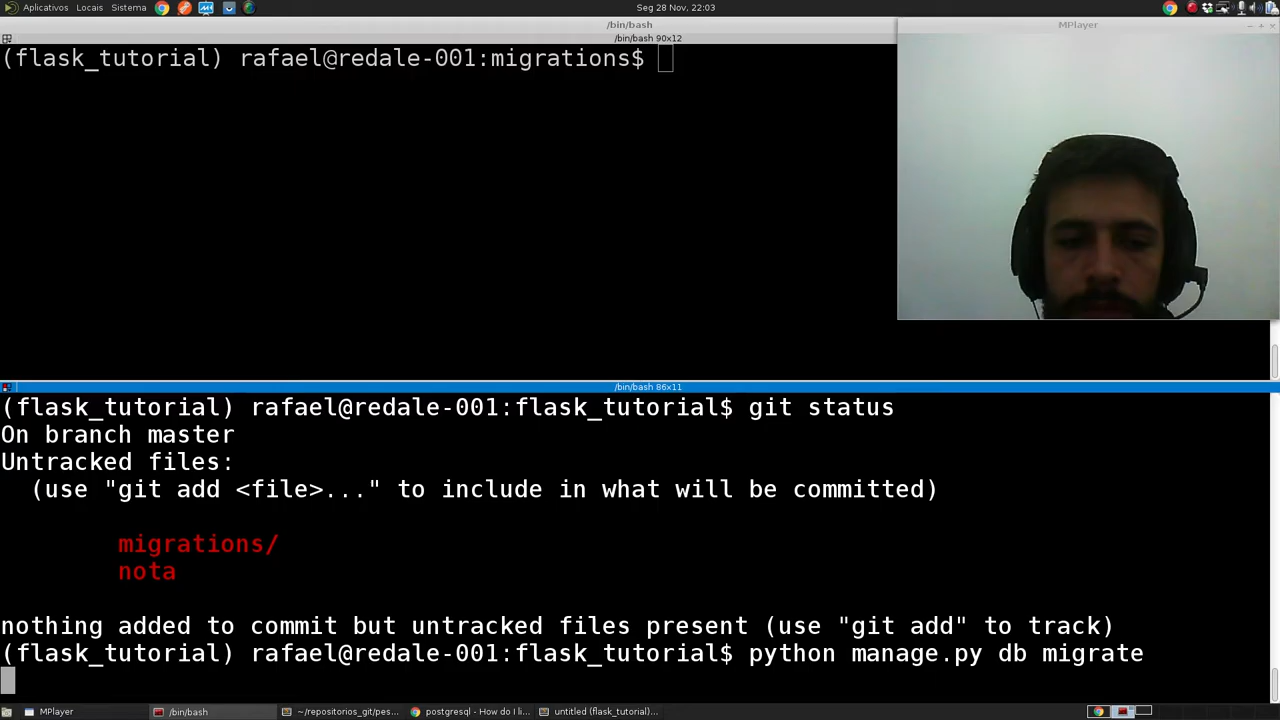 Aplicativos Locais Sistema
Seg 28 Nov, 22:03
/bin/bash
/bin/bash 90x12
MPlayer
(flask_tutorial) rafael@redale-001:migrations$
/bin/bash 86x11
(flask_tutorial) rafael@redale-001:flask_tutorial$ git status
On branch master
Untracked files:
(use "git add <file>..." to include in what will be committed)
migrations/
nota
nothing added to commit but untracked files present (use "git add" to track)
(flask_tutorial) rafael@redale-001:flask_tutorial$ python manage.py db migrate
MPlayer
/bin/bash
~/repositorios_git/pes...
postgresql - How do I li...
untitled (flask_tutorial)...